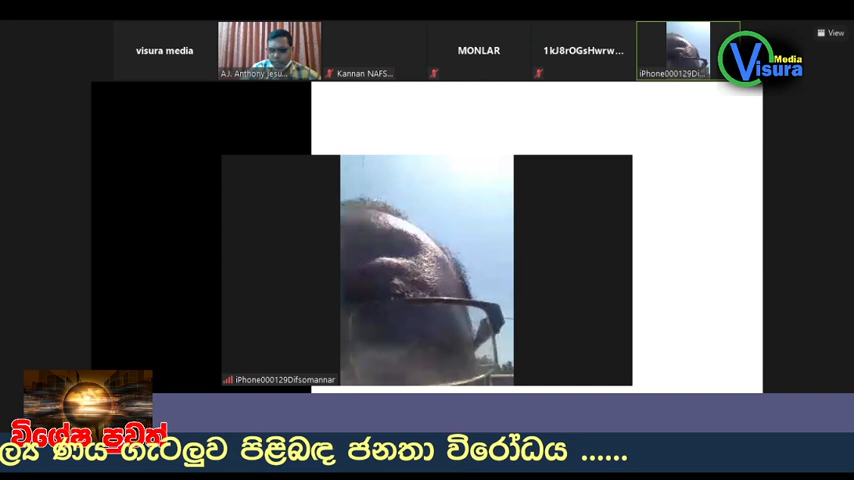 visura media
A.J. Anthony Jesu...
Kannan NAFS...
MONLAR
1kJ8rOGsHwrw...
iPhone000129Di...
Visura
Media
View
iPhone000129Difsomannar
විශේෂ පුවත්
ණය ගැටලුව පිළිබඳ ජනතා විරෝධය ......